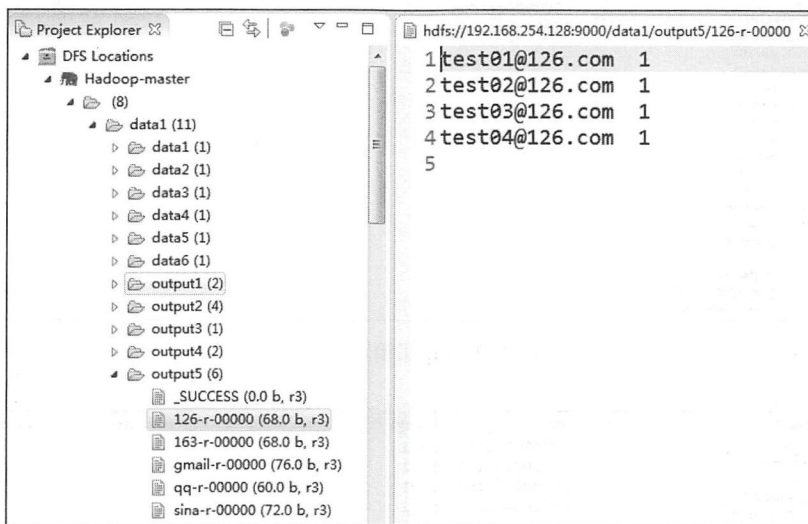 Project Explorer
DFS Locations
Hadoop-master
(8)
data1 (11)
data1 (1)
data2 (1)
data3 (1)
data4 (1)
data5 (1)
data6 (1)
output1 (2)
output2 (4)
output3 (1)
output4 (2)
output5 (6)
_SUCCESS (0.0 b, r3)
126-r-00000 (68.0 b, r3)
163-r-00000 (68.0 b, r3)
gmail-r-00000 (76.0 b, r3)
qq-r-00000 (60.0 b, r3)
sina-r-00000 (72.0 b, r3)
hdfs://192.168.254.128:9000/data1/output5/126-r-00000
1 test01@126.com 1
2 test02@126.com 1
3 test03@126.com 1
4 test04@126.com 1
5